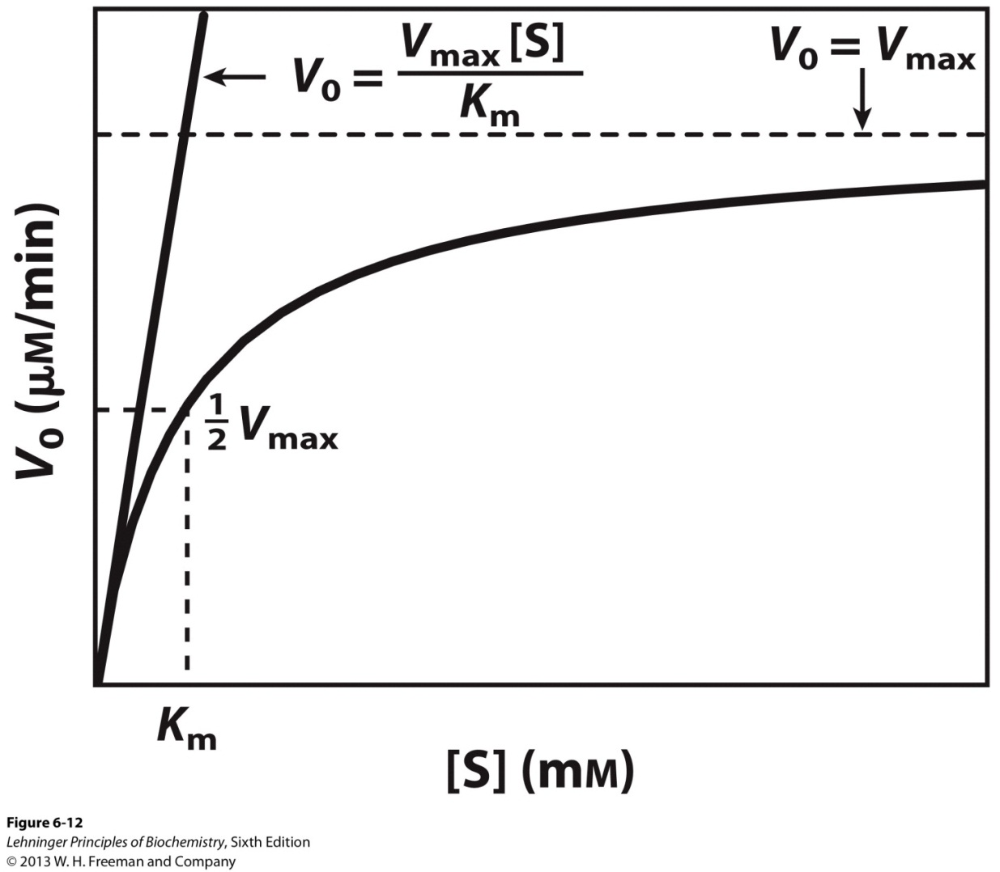 V₀ = Vmax [S] / Km
V₀ = Vmax
V₀ (μM/min)
1/2 Vmax
Km
[S] (mM)
Figure 6-12
Lehninger Principles of Biochemistry, Sixth Edition
© 2013 W. H. Freeman and Company